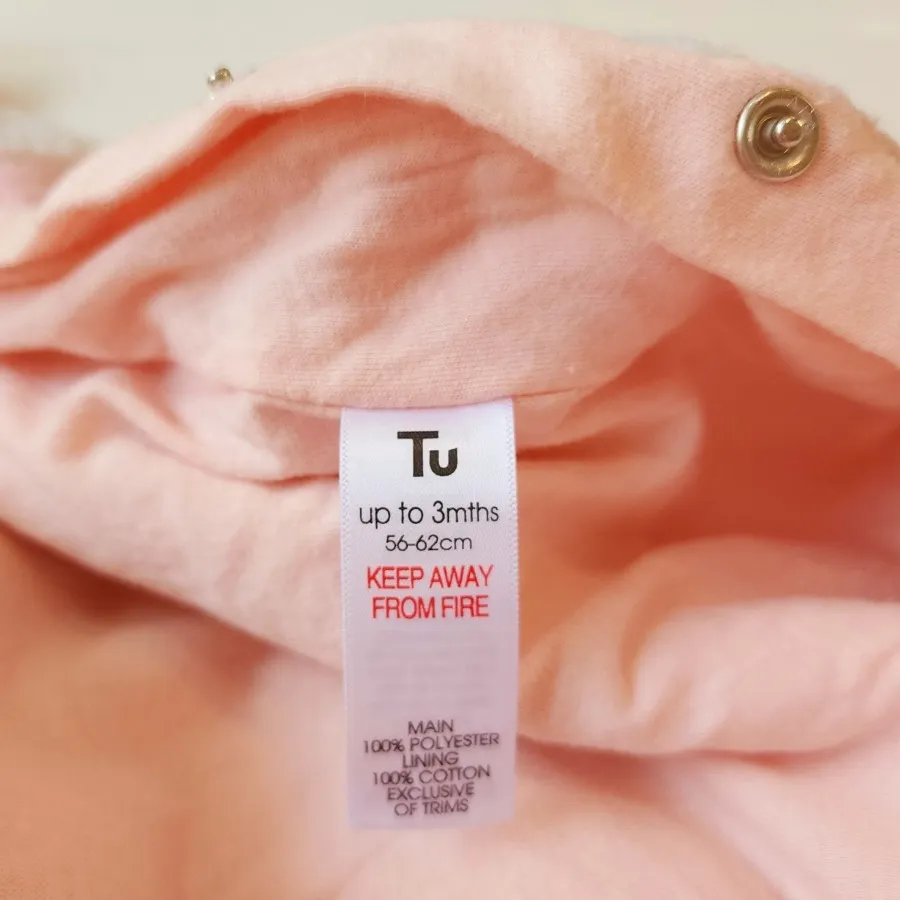 Tu
up to 3mths
56-62cm
KEEP AWAY
FROM FIRE
MAIN
100% POLYESTER
LINING
100% COTTON
EXCLUSIVE
OF TRIMS